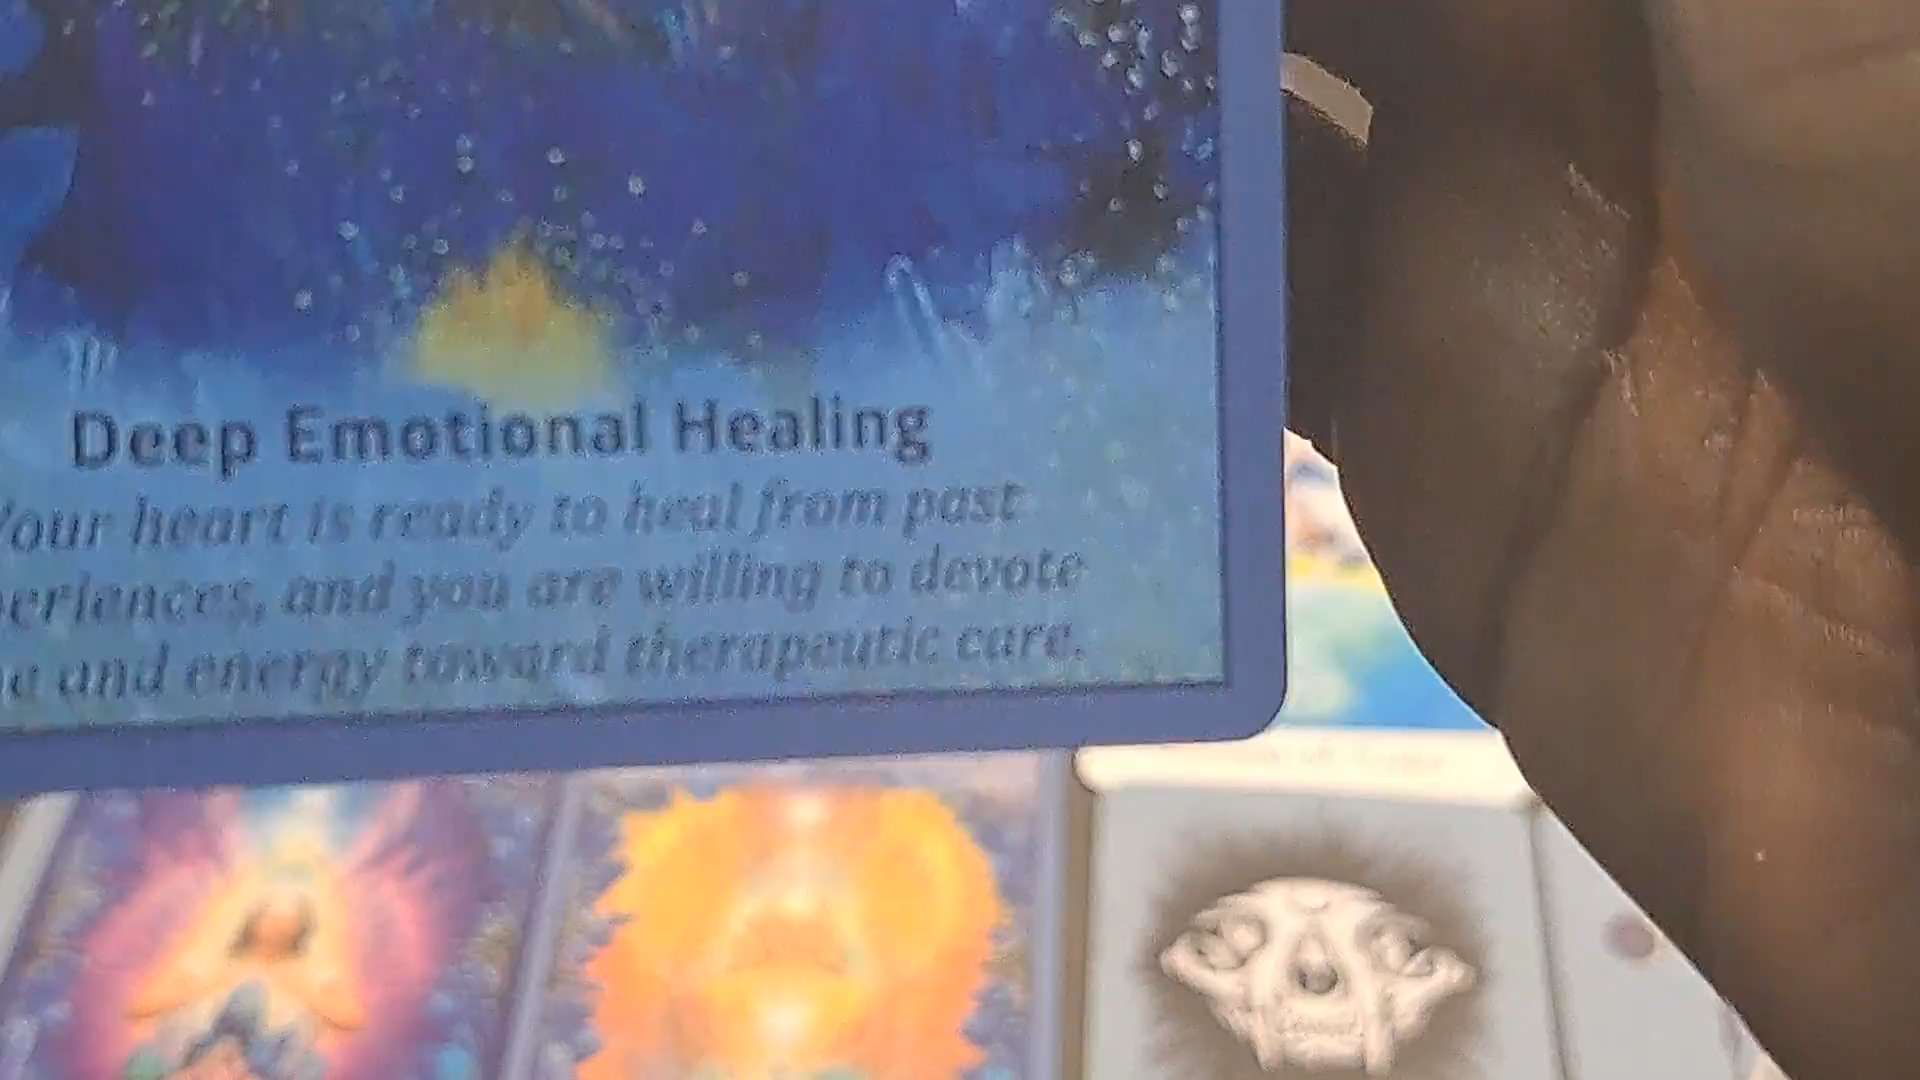 Deep Emotional Healing
Your heart is ready to heal from past
periences, and you are willing to devote
and energy toward therapeutic care.